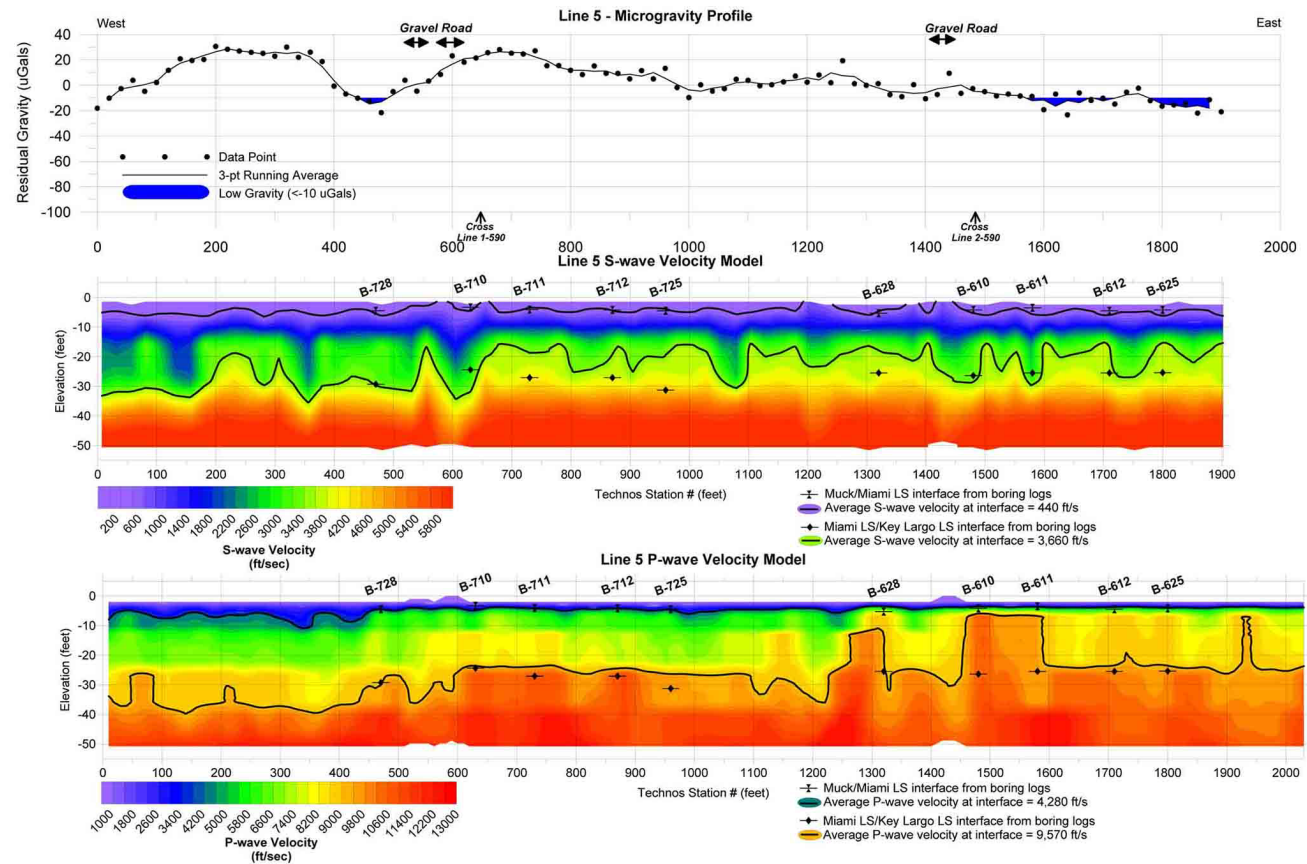 Line 5 - Microgravity Profile
West
East
Gravel Road
Gravel Road
Residual Gravity (uGals)
40
20
0
-20
-40
-60
-80
-100
Data Point
3-pt Running Average
Low Gravity (<-10 uGals)
Cross
Line 1-590
Cross
Line 2-590
0 200 400 600 800 1000 1200 1400 1600 1800 2000
Line 5 S-wave Velocity Model
B-728 B-710 B-711 B-712 B-725 B-628 B-610 B-611 B-612 B-625
Elevation (feet)
0
-10
-20
-30
-40
-50
0 100 200 300 400 500 600 700 800 900 1000 1100 1200 1300 1400 1500 1600 1700 1800 1900
Technos Station # (feet)
200 600 1000 1400 1800 2200 2600 3000 3400 3800 4200 4600 5000 5400 5800
S-wave Velocity
(ft/sec)
Muck/Miami LS interface from boring logs
Average S-wave velocity at interface = 440 ft/s
Miami LS/Key Largo LS interface from boring logs
Average S-wave velocity at interface = 3,660 ft/s
Line 5 P-wave Velocity Model
B-728 B-710 B-711 B-712 B-725 B-628 B-610 B-611 B-612 B-625
Elevation (feet)
0
-10
-20
-30
-40
-50
0 100 200 300 400 500 600 700 800 900 1000 1100 1200 1300 1400 1500 1600 1700 1800 1900 2000
Technos Station # (feet)
1000 1800 2600 3400 4200 5000 5800 6600 7400 8200 9000 9800 10600 11400 12200 13000
P-wave Velocity
(ft/sec)
Muck/Miami LS interface from boring logs
Average P-wave velocity at interface = 4,280 ft/s
Miami LS/Key Largo LS interface from boring logs
Average P-wave velocity at interface = 9,570 ft/s